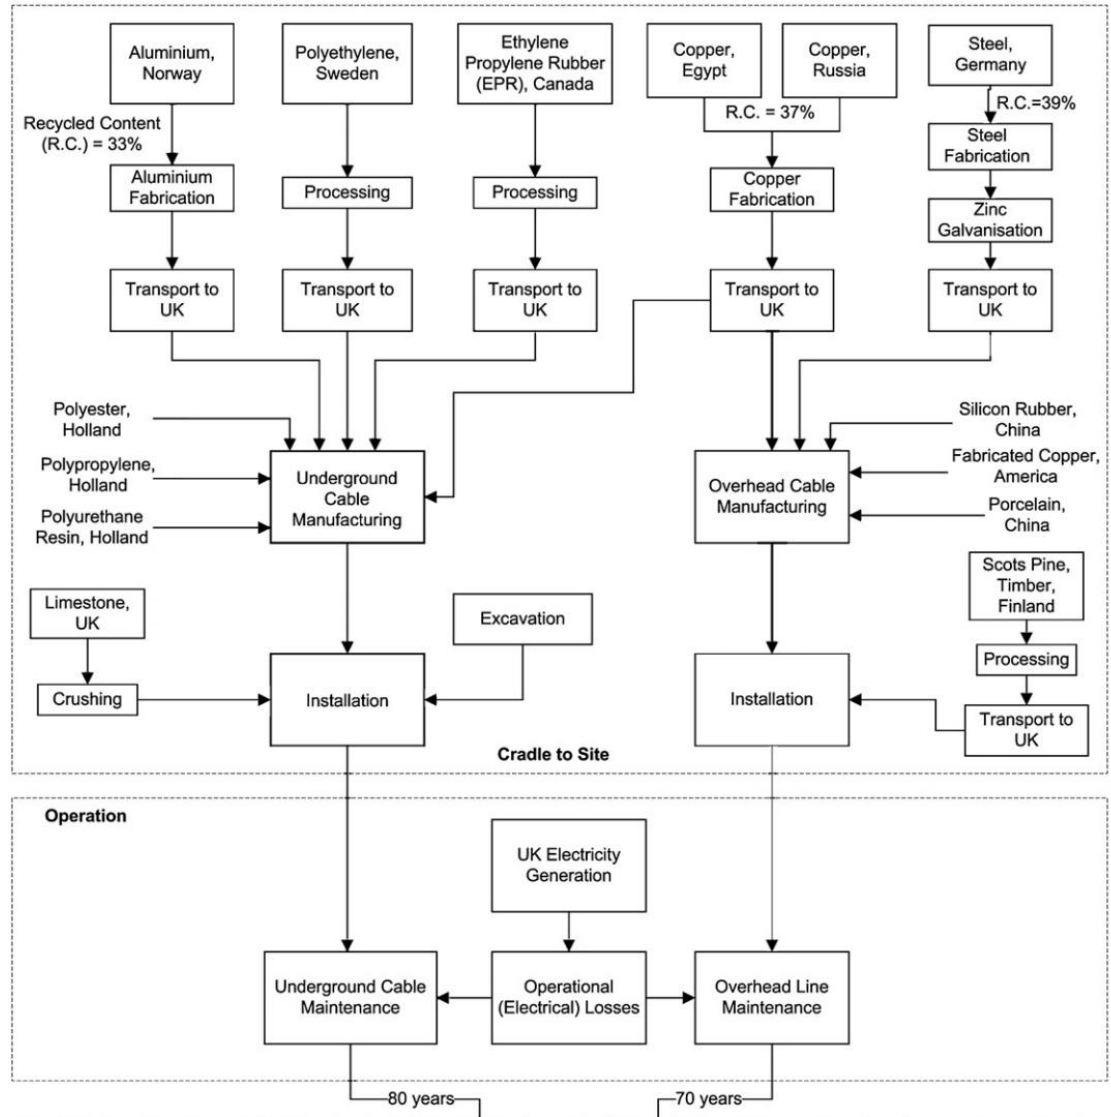 Aluminium,
Norway
Polyethylene,
Sweden
Ethylene
Propylene Rubber
(EPR), Canada
Copper,
Egypt
Copper,
Russia
Steel,
Germany
Recycled Content
(R.C.) = 33%
R.C. = 37%
R.C.=39%
Aluminium
Fabrication
Processing
Processing
Copper
Fabrication
Steel
Fabrication
Zinc
Galvanisation
Transport to
UK
Transport to
UK
Transport to
UK
Transport to
UK
Transport to
UK
Polyester,
Holland
Polypropylene,
Holland
Polyurethane
Resin, Holland
Underground
Cable
Manufacturing
Overhead Cable
Manufacturing
Silicon Rubber,
China
Fabricated Copper,
America
Porcelain,
China
Limestone,
UK
Crushing
Excavation
Installation
Installation
Scots Pine,
Timber,
Finland
Processing
Transport to
UK
Cradle to Site
Operation
UK Electricity
Generation
Underground Cable
Maintenance
Operational
(Electrical) Losses
Overhead Line
Maintenance
80 years
70 years